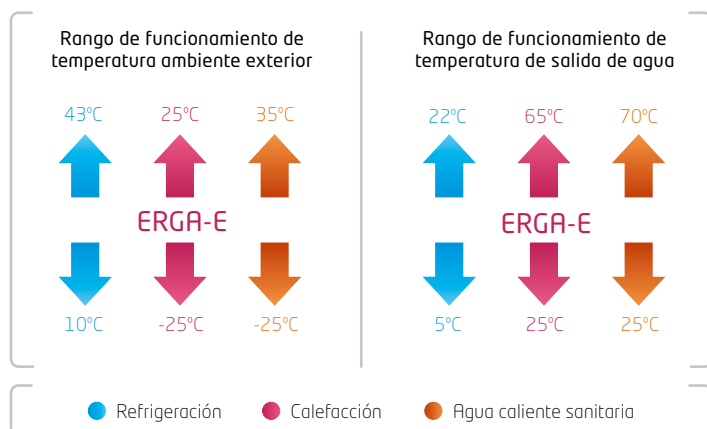 Rango de funcionamiento de
temperatura ambiente exterior
43ºC 25ºC 35ºC
ERGA-E
10ºC -25ºC -25ºC
Rango de funcionamiento de
temperatura de salida de agua
22ºC 65ºC 70ºC
ERGA-E
5ºC 25ºC 25ºC
Refrigeración Calefacción Agua caliente sanitaria